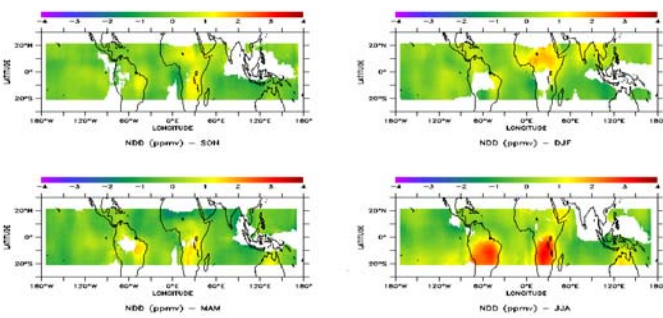 -4 -3 -2 -1 0 1 2 3 4
20°N
0°
20°S
LATITUDE
180°W 120°W 60°W 0°E 60°E 120°E 180°E
LONGITUDE
NDD (ppmv) - SON
-4 -3 -2 -1 0 1 2 3 4
20°N
0°
20°S
LATITUDE
180°W 120°W 60°W 0°E 60°E 120°E 180°
LONGITUDE
NDD (ppmv) - DJF
-4 -3 -2 -1 0 1 2 3 4
20°N
0°
20°S
LATITUDE
180°W 120°W 60°W 0°E 60°E 120°E 180°E
LONGITUDE
NDD (ppmv) - MAM
-4 -3 -2 -1 0 1 2 3 4
20°N
0°
20°S
LATITUDE
180°W 120°W 60°W 0°E 60°E 120°E 180°
LONGITUDE
NDD (ppmv) - JJA